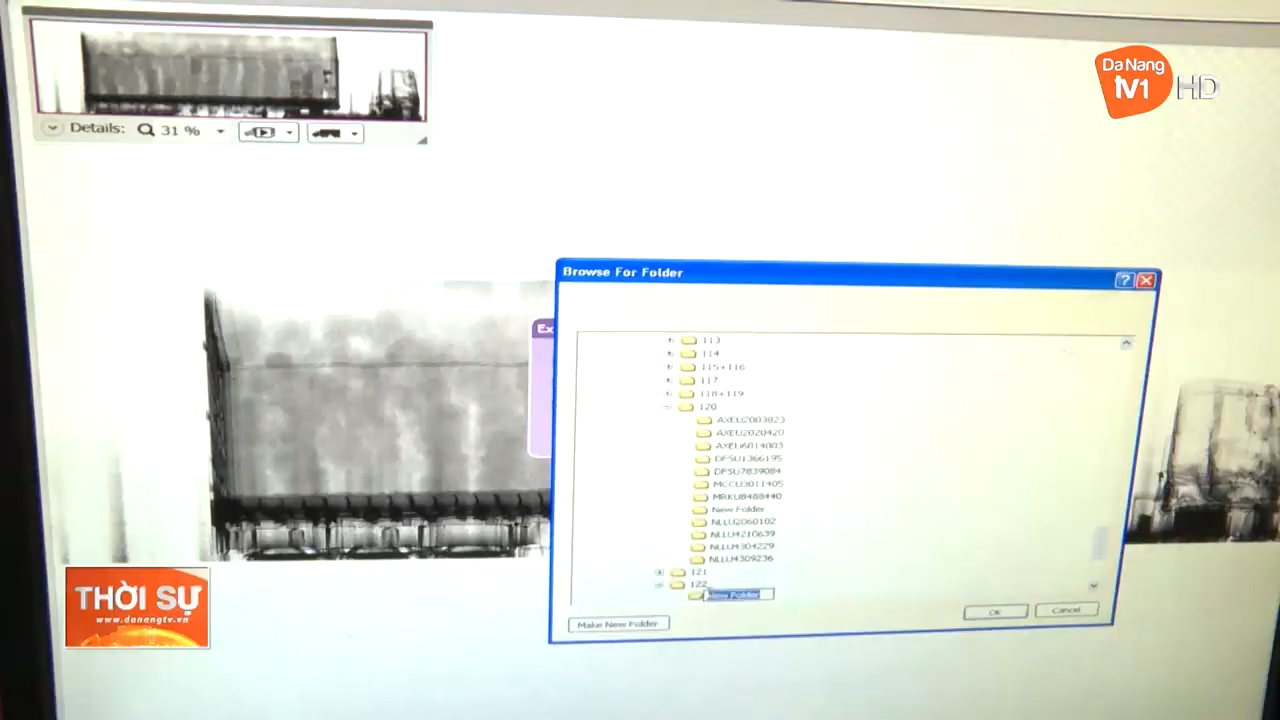 Da Nang
TV1 HD
Details: 31 %
Browse For Folder
Ex
113
114
115+116
117
118+119
120
AXEU2003823
AXEU2020420
AXEU6014003
DFSU1366195
DFSU7839084
MCCU3011405
MRKU8488440
New Folder
NLLU2060102
NLLU4210639
NLLU4304229
NLLU4309236
121
122
New Folder
Make New Folder
OK
Cancel
THỜI SỰ
www.danangtv.vn